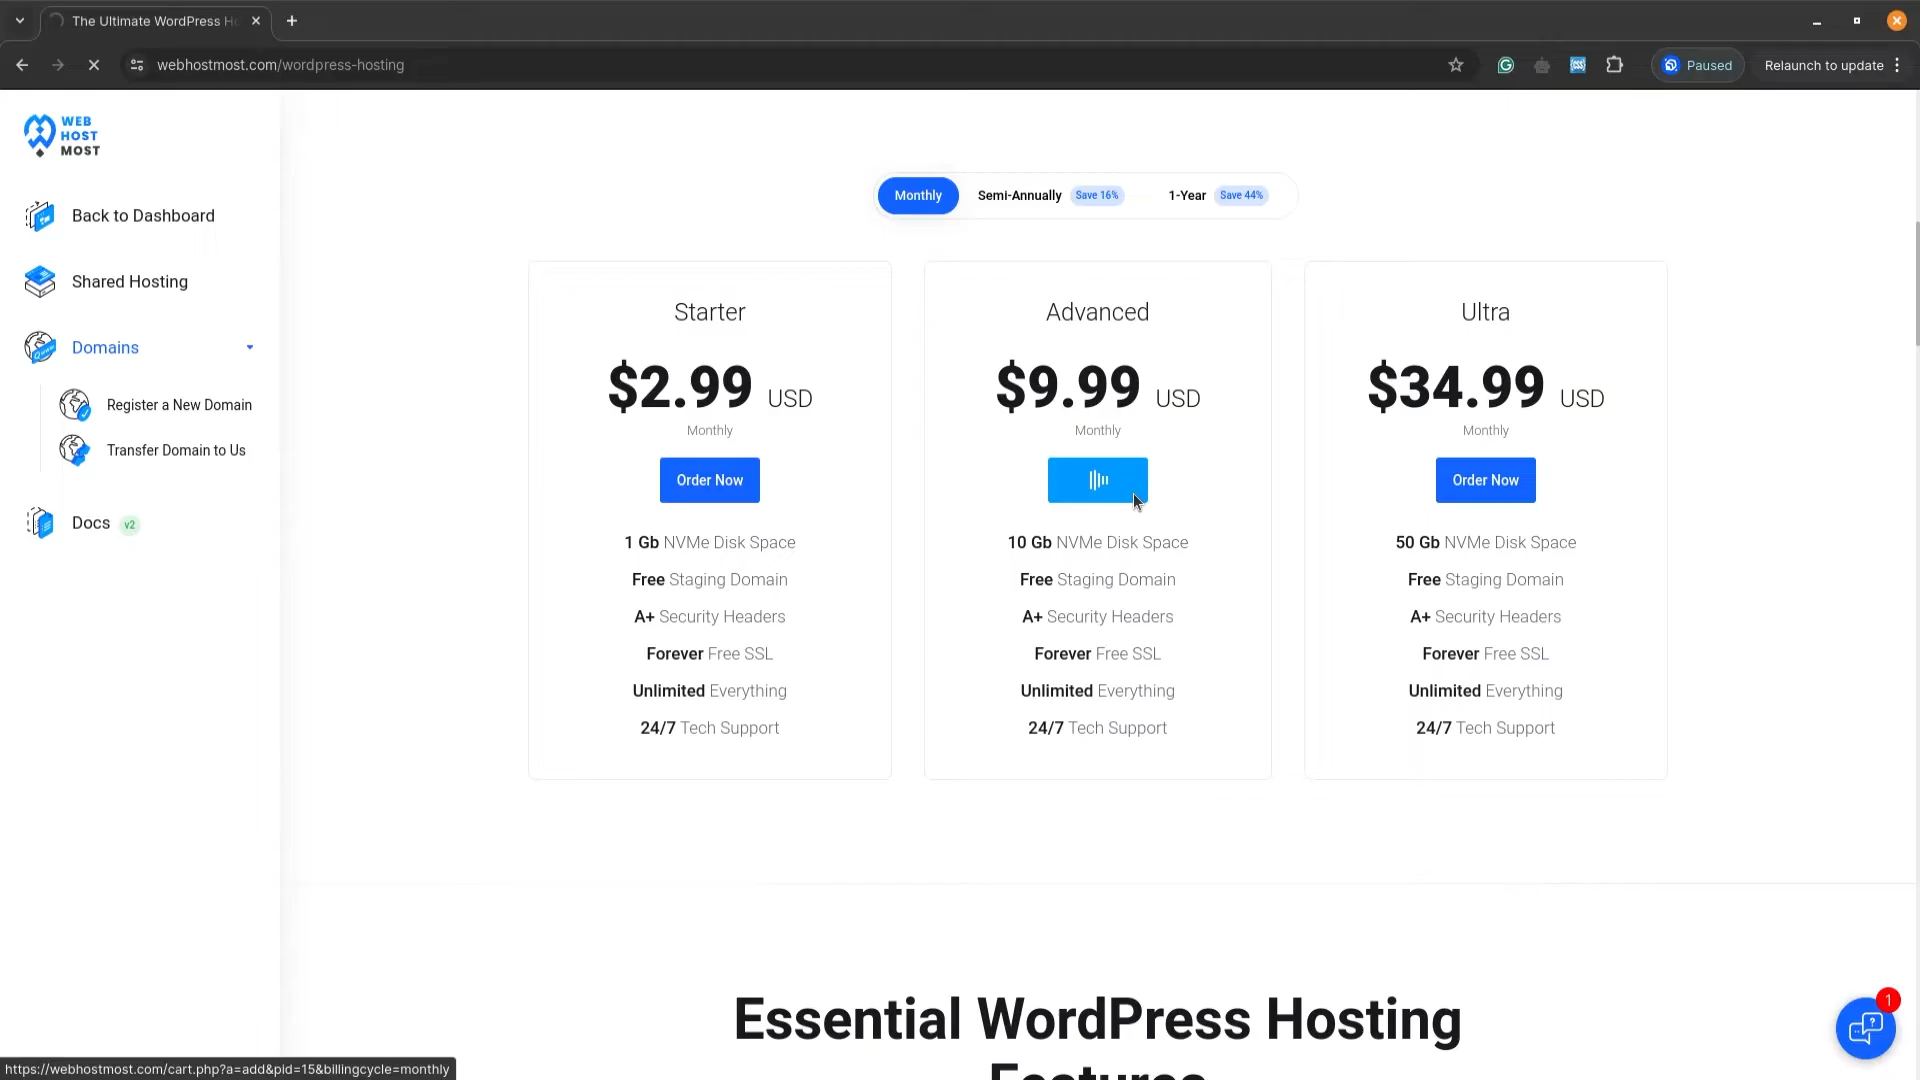 The Ultimate WordPress H
webhostmost.com/wordpress-hosting
Paused
Relaunch to update
WEB
HOST
MOST
Back to Dashboard
Shared Hosting
Domains
Register a New Domain
Transfer Domain to Us
Docs v2
Monthly Semi-Annually Save 16% 1-Year Save 44%
Starter
$2.99 USD
Monthly
Order Now
1 Gb NVMe Disk Space
Free Staging Domain
A+ Security Headers
Forever Free SSL
Unlimited Everything
24/7 Tech Support
Advanced
$9.99 USD
Monthly
10 Gb NVMe Disk Space
Free Staging Domain
A+ Security Headers
Forever Free SSL
Unlimited Everything
24/7 Tech Support
Ultra
$34.99 USD
Monthly
Order Now
50 Gb NVMe Disk Space
Free Staging Domain
A+ Security Headers
Forever Free SSL
Unlimited Everything
24/7 Tech Support
Essential WordPress Hosting
Features
1
https://webhostmost.com/cart.php?a=add&pid=15&billingcycle=monthly